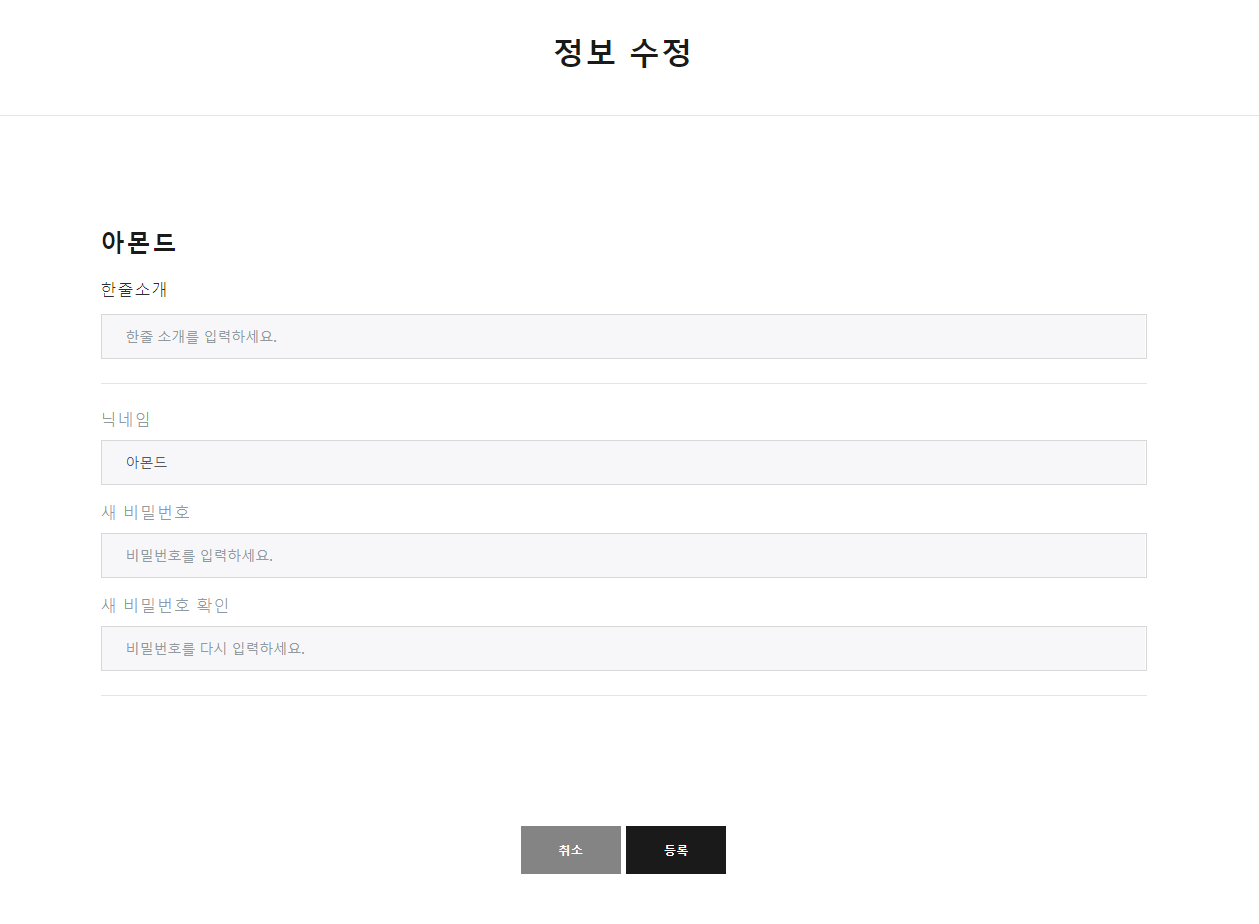 정보 수정
아몬드
한줄소개
한줄 소개를 입력하세요.
닉네임
아몬드
새 비밀번호
비밀번호를 입력하세요.
새 비밀번호 확인
비밀번호를 다시 입력하세요.
취소 등록